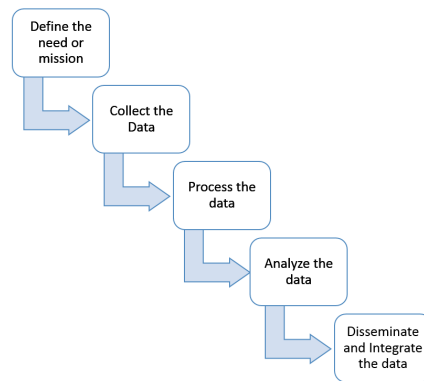 Define the
need or
mission
Collect the
Data
Process the
data
Analyze the
data
Disseminate
and Integrate
the data